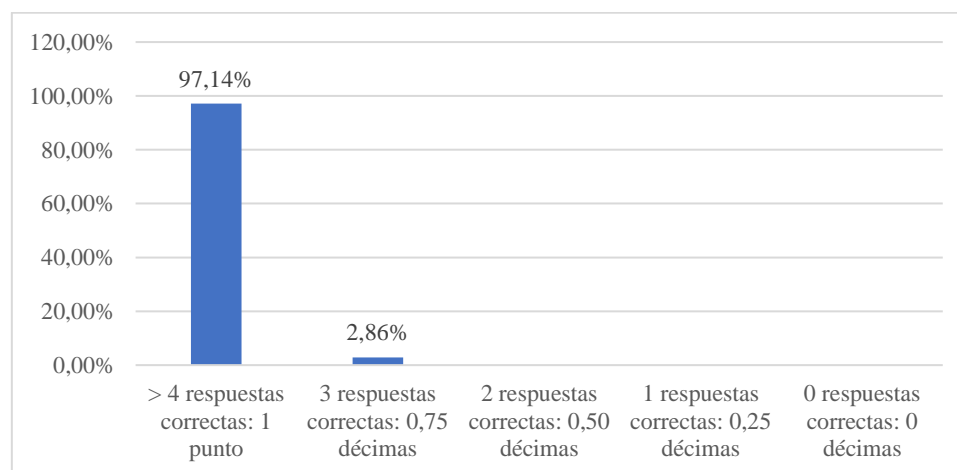 120,00%
97,14%
100,00%
80,00%
60,00%
40,00%
20,00%
2,86%
0,00%
> 4 respuestas
correctas: 1
punto
3 respuestas
correctas: 0,75
décimas
2 respuestas
correctas: 0,50
décimas
1 respuestas
correctas: 0,25
décimas
0 respuestas
correctas: 0
décimas